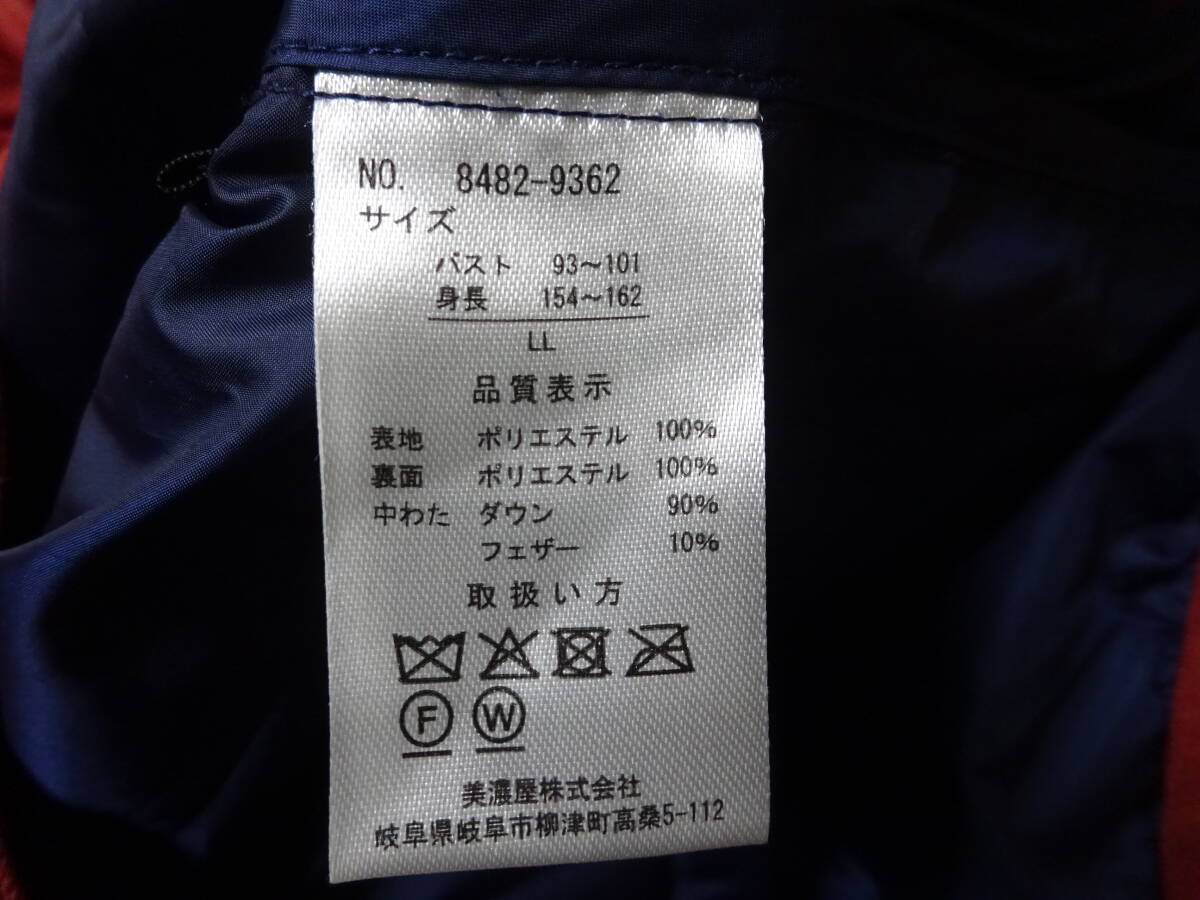 NO. 8482-9362
サイズ
バスト 93〜101
身長 154〜162
LL
品質表示
表地 ポリエステル 100%
裏面 ポリエステル 100%
中わた ダウン 90%
フェザー 10%
取扱い方
F W
美濃屋株式会社
岐阜県岐阜市柳津町高桑5-112